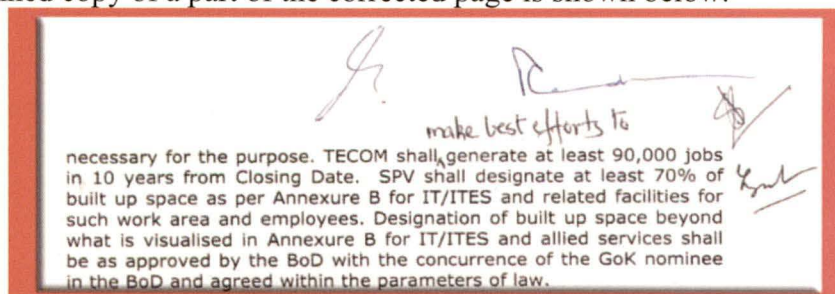 make best efforts to
necessary for the purpose. TECOM shall^generate at least 90,000 jobs
in 10 years from Closing Date. SPV shall designate at least 70% of
built up space as per Annexure B for IT/ITES and related facilities for
such work area and employees. Designation of built up space beyond
what is visualised in Annexure B for IT/ITES and allied services shall
be as approved by the BoD with the concurrence of the GoK nominee
in the BoD and agreed within the parameters of law.